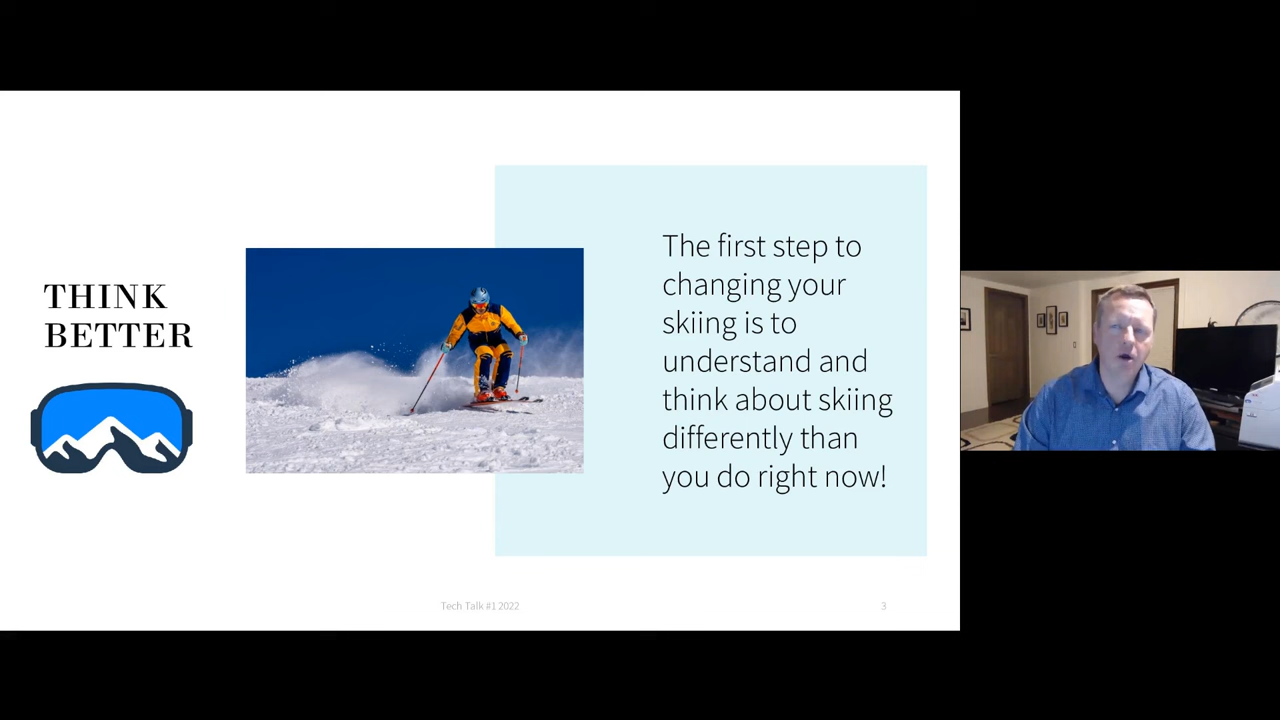 THINK
BETTER
The first step to
changing your
skiing is to
understand and
think about skiing
differently than
you do right now!
Tech Talk #1 2022
3